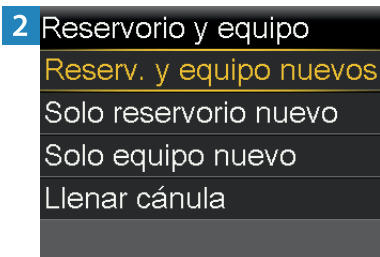 2 Reservorio y equipo
Reserv. y equipo nuevos
Solo reservorio nuevo
Solo equipo nuevo
Llenar cánula